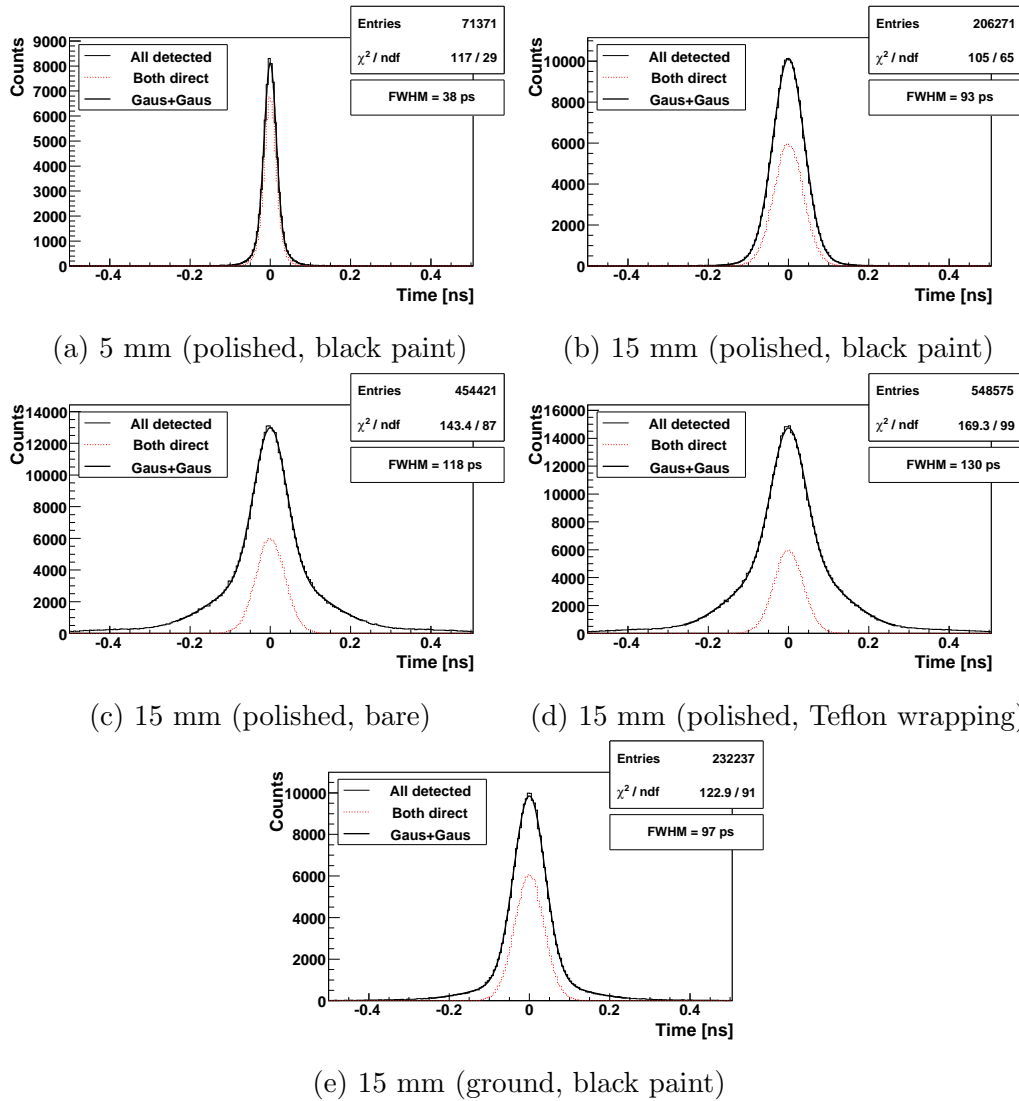 Entries 71371
χ² / ndf 117 / 29
FWHM = 38 ps
Counts
9000
8000
7000
6000
5000
4000
3000
2000
1000
0
All detected
Both direct
Gaus+Gaus
-0.4 -0.2 0 0.2 0.4
Time [ns]
(a) 5 mm (polished, black paint)
Entries 206271
χ² / ndf 105 / 65
FWHM = 93 ps
Counts
10000
8000
6000
4000
2000
0
All detected
Both direct
Gaus+Gaus
-0.4 -0.2 0 0.2 0.4
Time [ns]
(b) 15 mm (polished, black paint)
Entries 454421
χ² / ndf 143.4 / 87
FWHM = 118 ps
Counts
14000
12000
10000
8000
6000
4000
2000
0
All detected
Both direct
Gaus+Gaus
-0.4 -0.2 0 0.2 0.4
Time [ns]
(c) 15 mm (polished, bare)
Entries 548575
χ² / ndf 169.3 / 99
FWHM = 130 ps
Counts
16000
14000
12000
10000
8000
6000
4000
2000
0
All detected
Both direct
Gaus+Gaus
-0.4 -0.2 0 0.2 0.4
Time [ns]
(d) 15 mm (polished, Teflon wrapping)
Entries 232237
χ² / ndf 122.9 / 91
FWHM = 97 ps
Counts
10000
8000
6000
4000
2000
0
All detected
Both direct
Gaus+Gaus
-0.4 -0.2 0 0.2 0.4
Time [ns]
(e) 15 mm (ground, black paint)